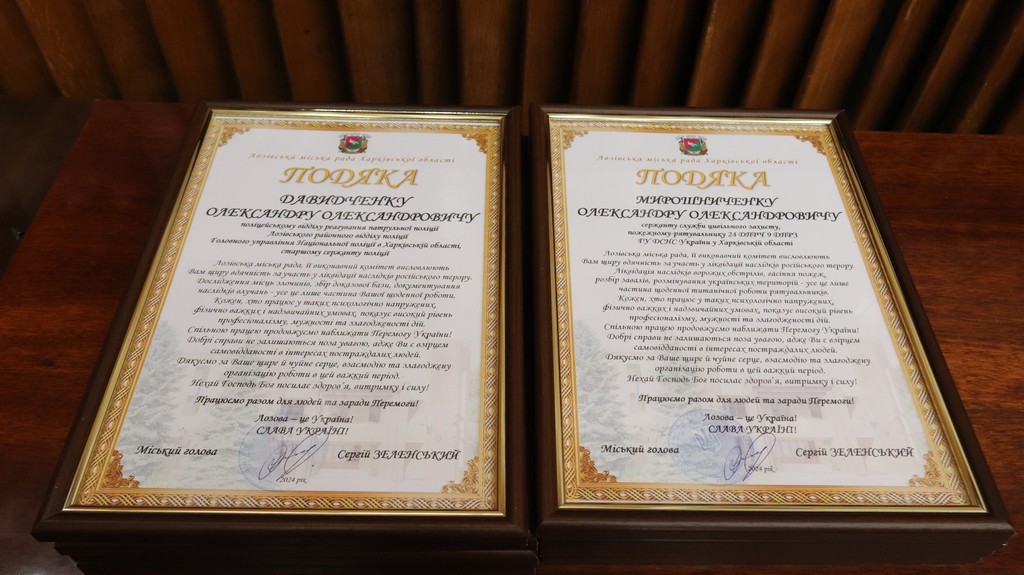 Лозівська міська рада Харківської області
ПОДЯКА
ДАВИДЧЕНКУ
ОЛЕКСАНДРУ ОЛЕКСАНДРОВИЧУ
поліцейському відділу реагування патрульної поліції
Лозівського районного відділу поліції
Головного управління Національної поліції в Харківській області,
старшому сержанту поліції
Лозівська міська рада, її виконавчий комітет висловлюють
Вам щиру вдячність за участь у ліквідації наслідків російського терору.
Дослідження місць злочинів, збір доказової бази, документування
наслідків влучань - усе це лише частина Вашої щоденної роботи.
Кожен, хто працює у таких психологічно напружених,
фізично важких і надзвичайних умовах, показує високий рівень
професіоналізму, мужності та злагодженості дій.
Спільною працею продовжуємо наближати Перемогу України!
Добрі справи не залишаються поза увагою, адже Ви є взірцем
самовідданості в інтересах постраждалих людей.
Дякуємо за Ваше щире й чуйне серце, взаємодію та злагоджену
організацію роботи в цей важкий період.
Нехай Господь Бог посилає здоров'я, витримку і силу!
Працюємо разом для людей та заради Перемоги!
Лозова – це Україна!
СЛАВА УКРАЇНІ!
Міський голова Сергій ЗЕЛЕНСЬКИЙ
2024 рік
Лозівська міська рада Харківської області
ПОДЯКА
МИРОШНИЧЕНКУ
ОЛЕКСАНДРУ ОЛЕКСАНДРОВИЧУ
сержанту служби цивільного захисту,
пожежному-рятувальнику 24 ДПРЧ 9 ДПРЗ
ГУ ДСНС України у Харківській області
Лозівська міська рада, її виконавчий комітет висловлюють
Вам щиру вдячність за участь у ліквідації наслідків російського терору.
Ліквідація наслідків ворожих обстрілів, гасіння пожеж,
розбір завалів, розмінування українських територій - усе це лише
частина щоденної титанічної роботи рятувальників.
Кожен, хто працює у таких психологічно напружених,
фізично важких і надзвичайних умовах, показує високий рівень
професіоналізму, мужності та злагодженості дій.
Спільною працею продовжуємо наближати Перемогу України!
Добрі справи не залишаються поза увагою, адже Ви є взірцем
самовідданості в інтересах постраждалих людей.
Дякуємо за Ваше щире й чуйне серце, взаємодію та злагоджену
організацію роботи в цей важкий період.
Нехай Господь Бог посилає здоров'я, витримку і силу!
Працюємо разом для людей та заради Перемоги!
Лозова – це Україна!
СЛАВА УКРАЇНІ!
Міський голова Сергій ЗЕЛЕНСЬКИЙ
2024 рік